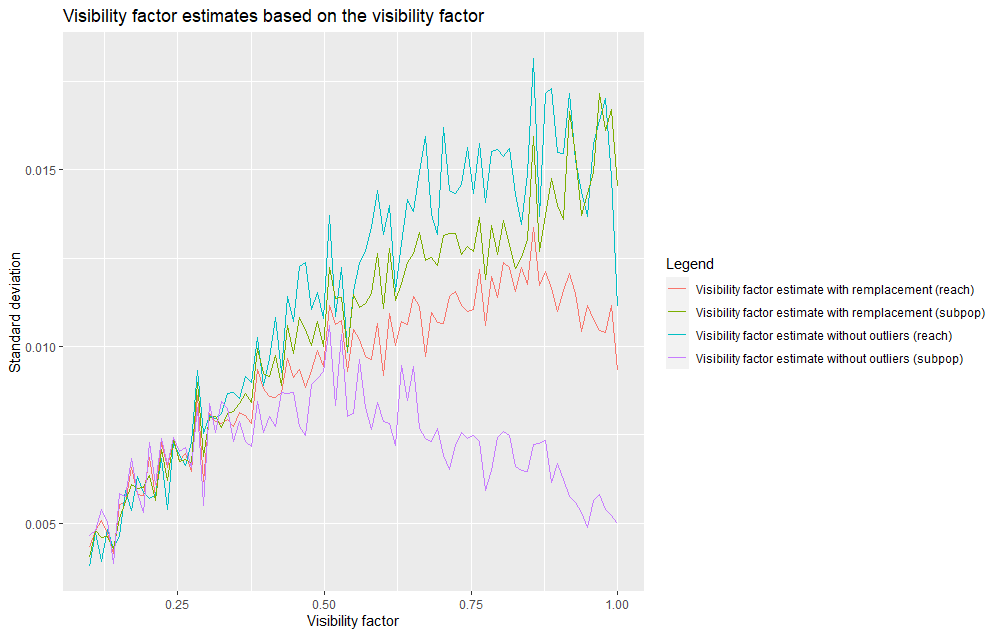 Visibility factor estimates based on the visibility factor
Standard deviation
0.015
0.010
0.005
0.25
0.50
0.75
1.00
Visibility factor
Legend
Visibility factor estimate with remplacement (reach)
Visibility factor estimate with remplacement (subpop)
Visibility factor estimate without outliers (reach)
Visibility factor estimate without outliers (subpop)